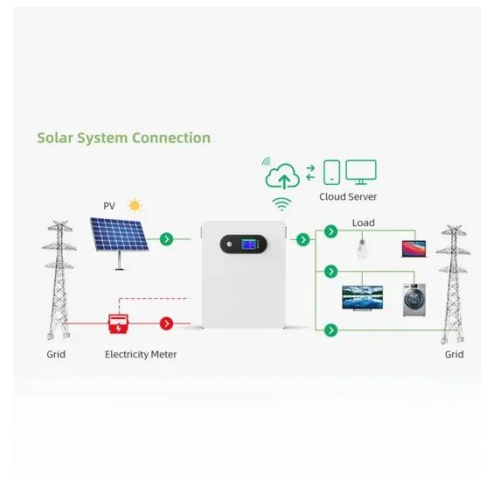 Solar System Connection
Cloud Server
PV
Load
Grid
Electricity Meter
Grid